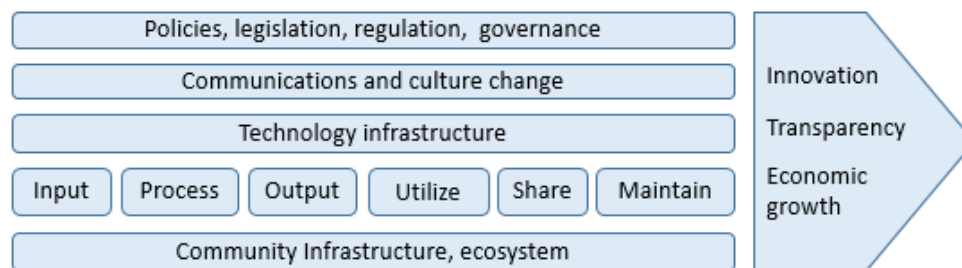 Policies, legislation, regulation, governance
Communications and culture change
Technology infrastructure
Input Process Output Utilize Share Maintain
Community Infrastructure, ecosystem
Innovation
Transparency
Economic
growth